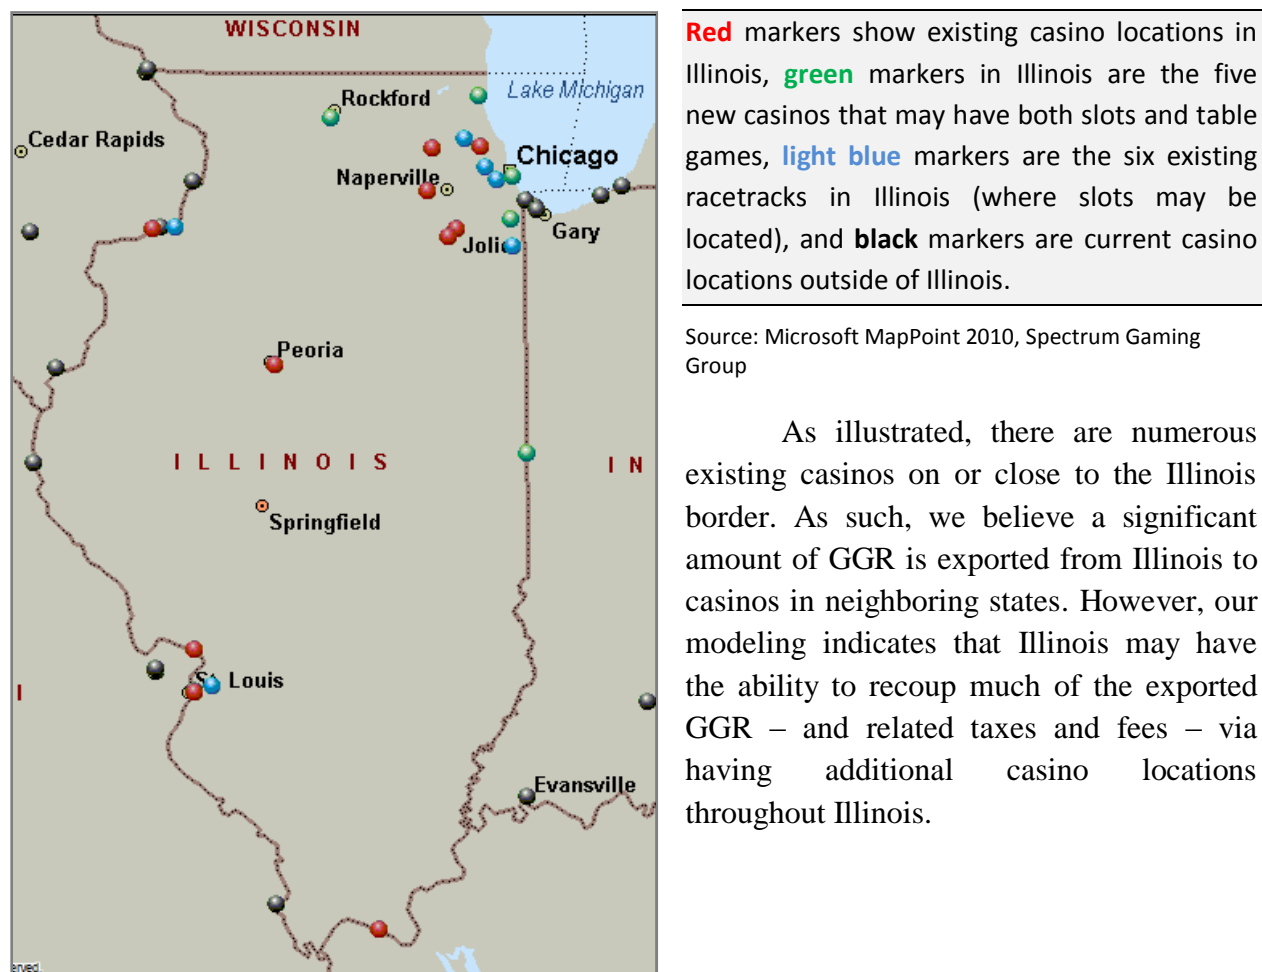 WISCONSIN
Lake Michigan
Rockford
Cedar Rapids
Chicago
Naperville
Gary
Peoria
I L L I N O I S
I N
Springfield
I
Louis
Evansville
erved.
Red markers show existing casino locations in
Illinois, green markers in Illinois are the five
new casinos that may have both slots and table
games, light blue markers are the six existing
racetracks in Illinois (where slots may be
located), and black markers are current casino
locations outside of Illinois.
Source: Microsoft MapPoint 2010, Spectrum Gaming
Group
As illustrated, there are numerous
existing casinos on or close to the Illinois
border. As such, we believe a significant
amount of GGR is exported from Illinois to
casinos in neighboring states. However, our
modeling indicates that Illinois may have
the ability to recoup much of the exported
GGR – and related taxes and fees – via
having additional casino locations
throughout Illinois.